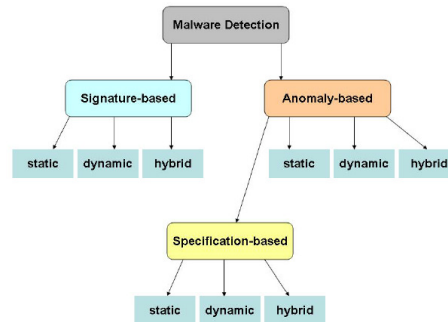 Malware Detection
Signature-based
Anomaly-based
static
dynamic
hybrid
static
dynamic
hybrid
Specification-based
static
dynamic
hybrid